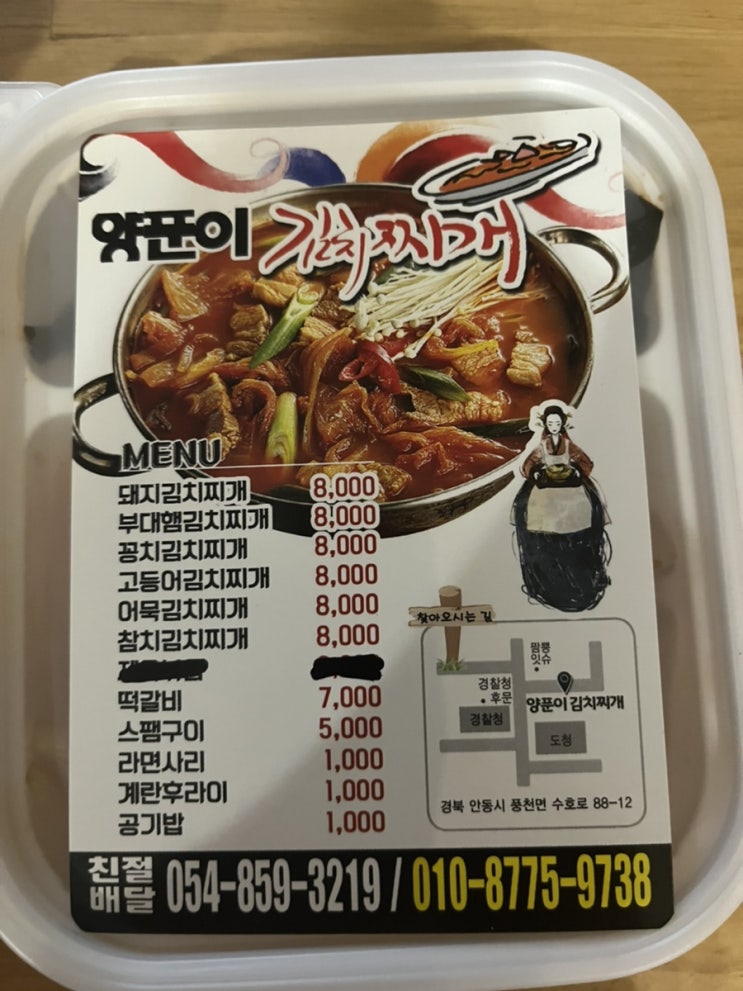 양푼이 김치찌개
MENU
돼지김치찌개 8,000
부대햄김치찌개 8,000
꽁치김치찌개 8,000
고등어김치찌개 8,000
어묵김치찌개 8,000
참치김치찌개 8,000
떡갈비 7,000
스팸구이 5,000
라면사리 1,000
계란후라이 1,000
공기밥 1,000
찾아오시는 길
짬뽕
잇슈
경찰청
후문
양푼이 김치찌개
경찰청
도청
경북 안동시 풍천면 수호로 88-12
친절
배달 054-859-3219 / 010-8775-9738